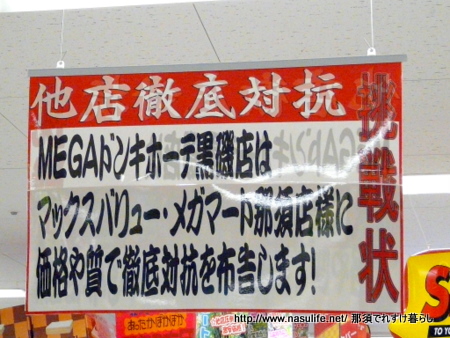 他店徹底対抗
挑戦状
MEGAドンキホーテ黒磯店は
マックスバリュー・メガマート那須店様に
価格や質で徹底対抗を布告します!
http://www.nasulife.net/ 那須でれすけ暮らし